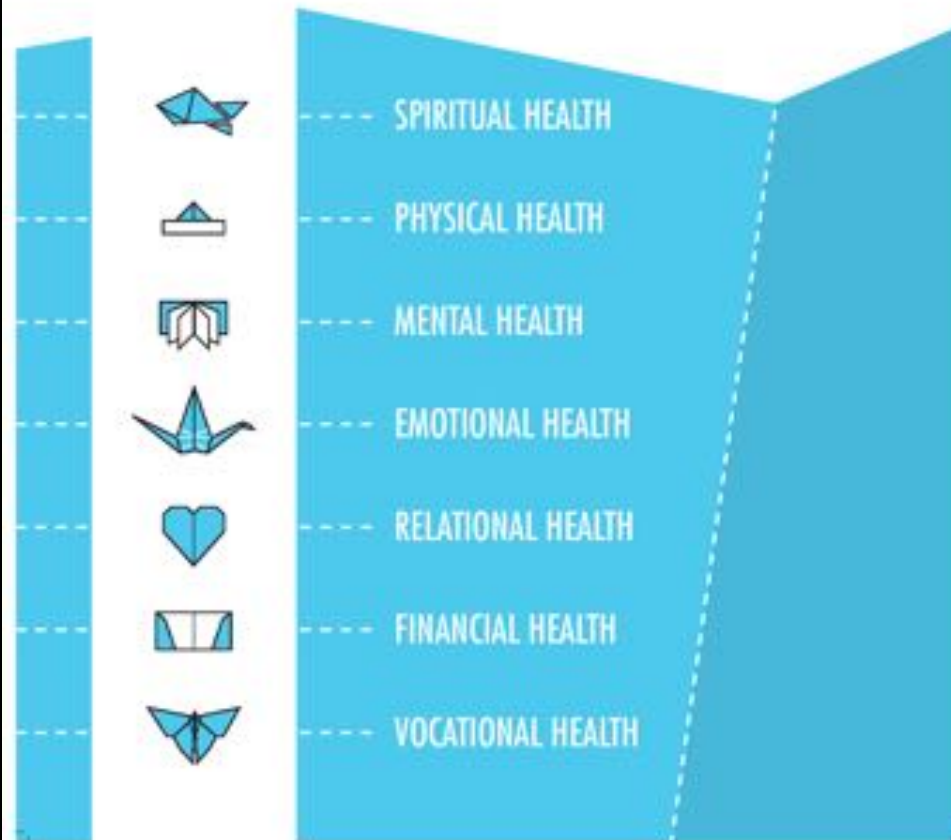 SPIRITUAL HEALTH
PHYSICAL HEALTH
MENTAL HEALTH
EMOTIONAL HEALTH
RELATIONAL HEALTH
FINANCIAL HEALTH
VOCATIONAL HEALTH